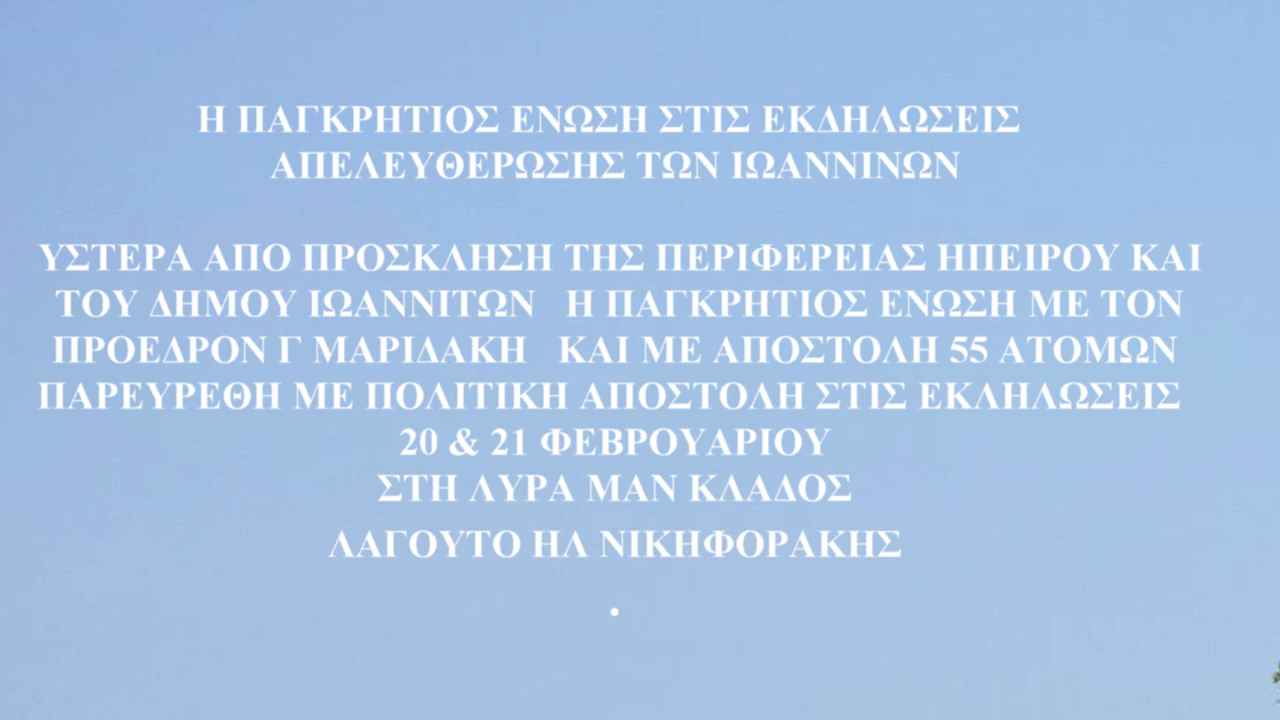 Η ΠΑΓΚΡΗΤΙΟΣ ΕΝΩΣΗ ΣΤΙΣ ΕΚΔΗΛΩΣΕΙΣ
ΑΠΕΛΕΥΘΕΡΩΣΗΣ ΤΩΝ ΙΩΑΝΝΙΝΩΝ
ΥΣΤΕΡΑ ΑΠΟ ΠΡΟΣΚΛΗΣΗ ΤΗΣ ΠΕΡΙΦΕΡΕΙΑΣ ΗΠΕΙΡΟΥ ΚΑΙ
ΤΟΥ ΔΗΜΟΥ ΙΩΑΝΝΙΤΩΝ Η ΠΑΓΚΡΗΤΙΟΣ ΕΝΩΣΗ ΜΕ ΤΟΝ
ΠΡΟΕΔΡΟΝ Γ ΜΑΡΙΔΑΚΗ ΚΑΙ ΜΕ ΑΠΟΣΤΟΛΗ 55 ΑΤΟΜΩΝ
ΠΑΡΕΥΡΕΘΗ ΜΕ ΠΟΛΙΤΙΚΗ ΑΠΟΣΤΟΛΗ ΣΤΙΣ ΕΚΛΗΛΩΣΕΙΣ
20 & 21 ΦΕΒΡΟΥΑΡΙΟΥ
ΣΤΗ ΛΥΡΑ ΜΑΝ ΚΛΑΔΟΣ
ΛΑΓΟΥΤΟ ΗΛ ΝΙΚΗΦΟΡΑΚΗΣ
.